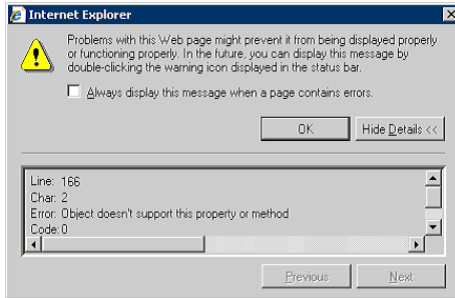 Internet Explorer
Problems with this Web page might prevent it from being displayed properly
or functioning properly. In the future, you can display this message by
double-clicking the warning icon displayed in the status bar.
Always display this message when a page contains errors.
OK
Hide Details <<
Line: 166
Char: 2
Error: Object doesn't support this property or method
Code: 0
Previous
Next